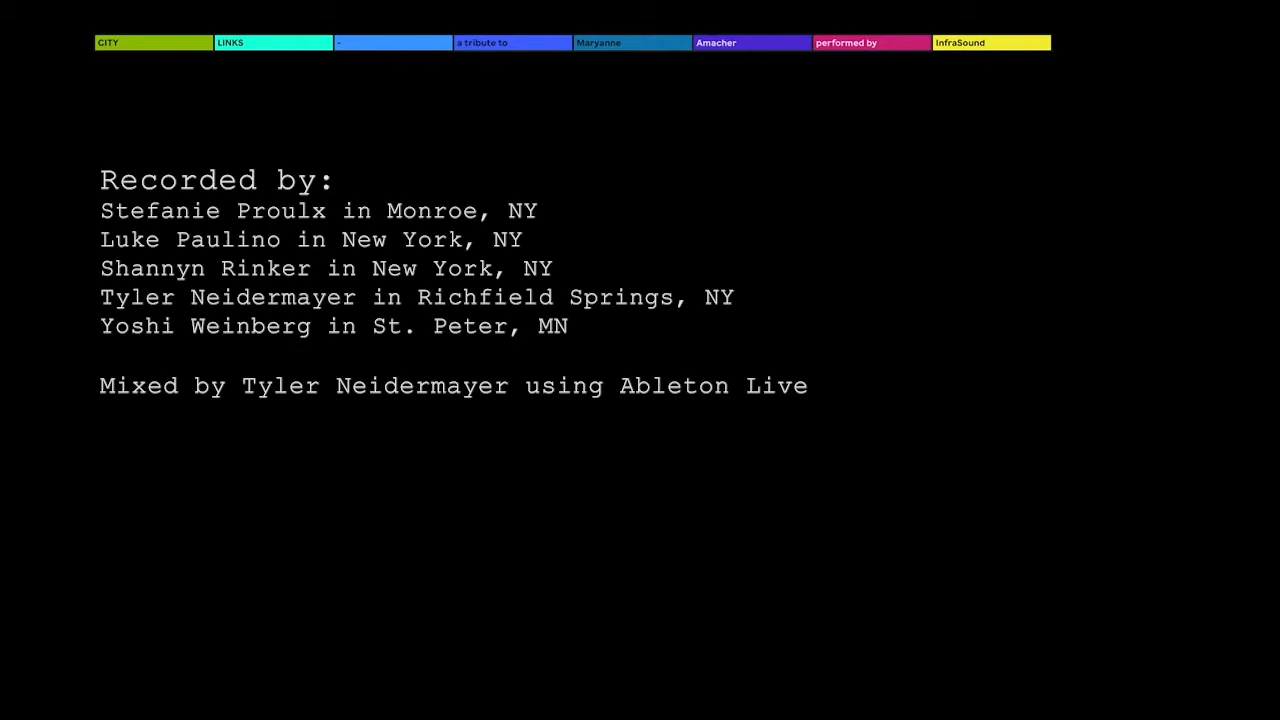 CITY LINKS - a tribute to Maryanne Amacher performed by InfraSound
Recorded by:
Stefanie Proulx in Monroe, NY
Luke Paulino in New York, NY
Shannyn Rinker in New York, NY
Tyler Neidermayer in Richfield Springs, NY
Yoshi Weinberg in St. Peter, MN
Mixed by Tyler Neidermayer using Ableton Live